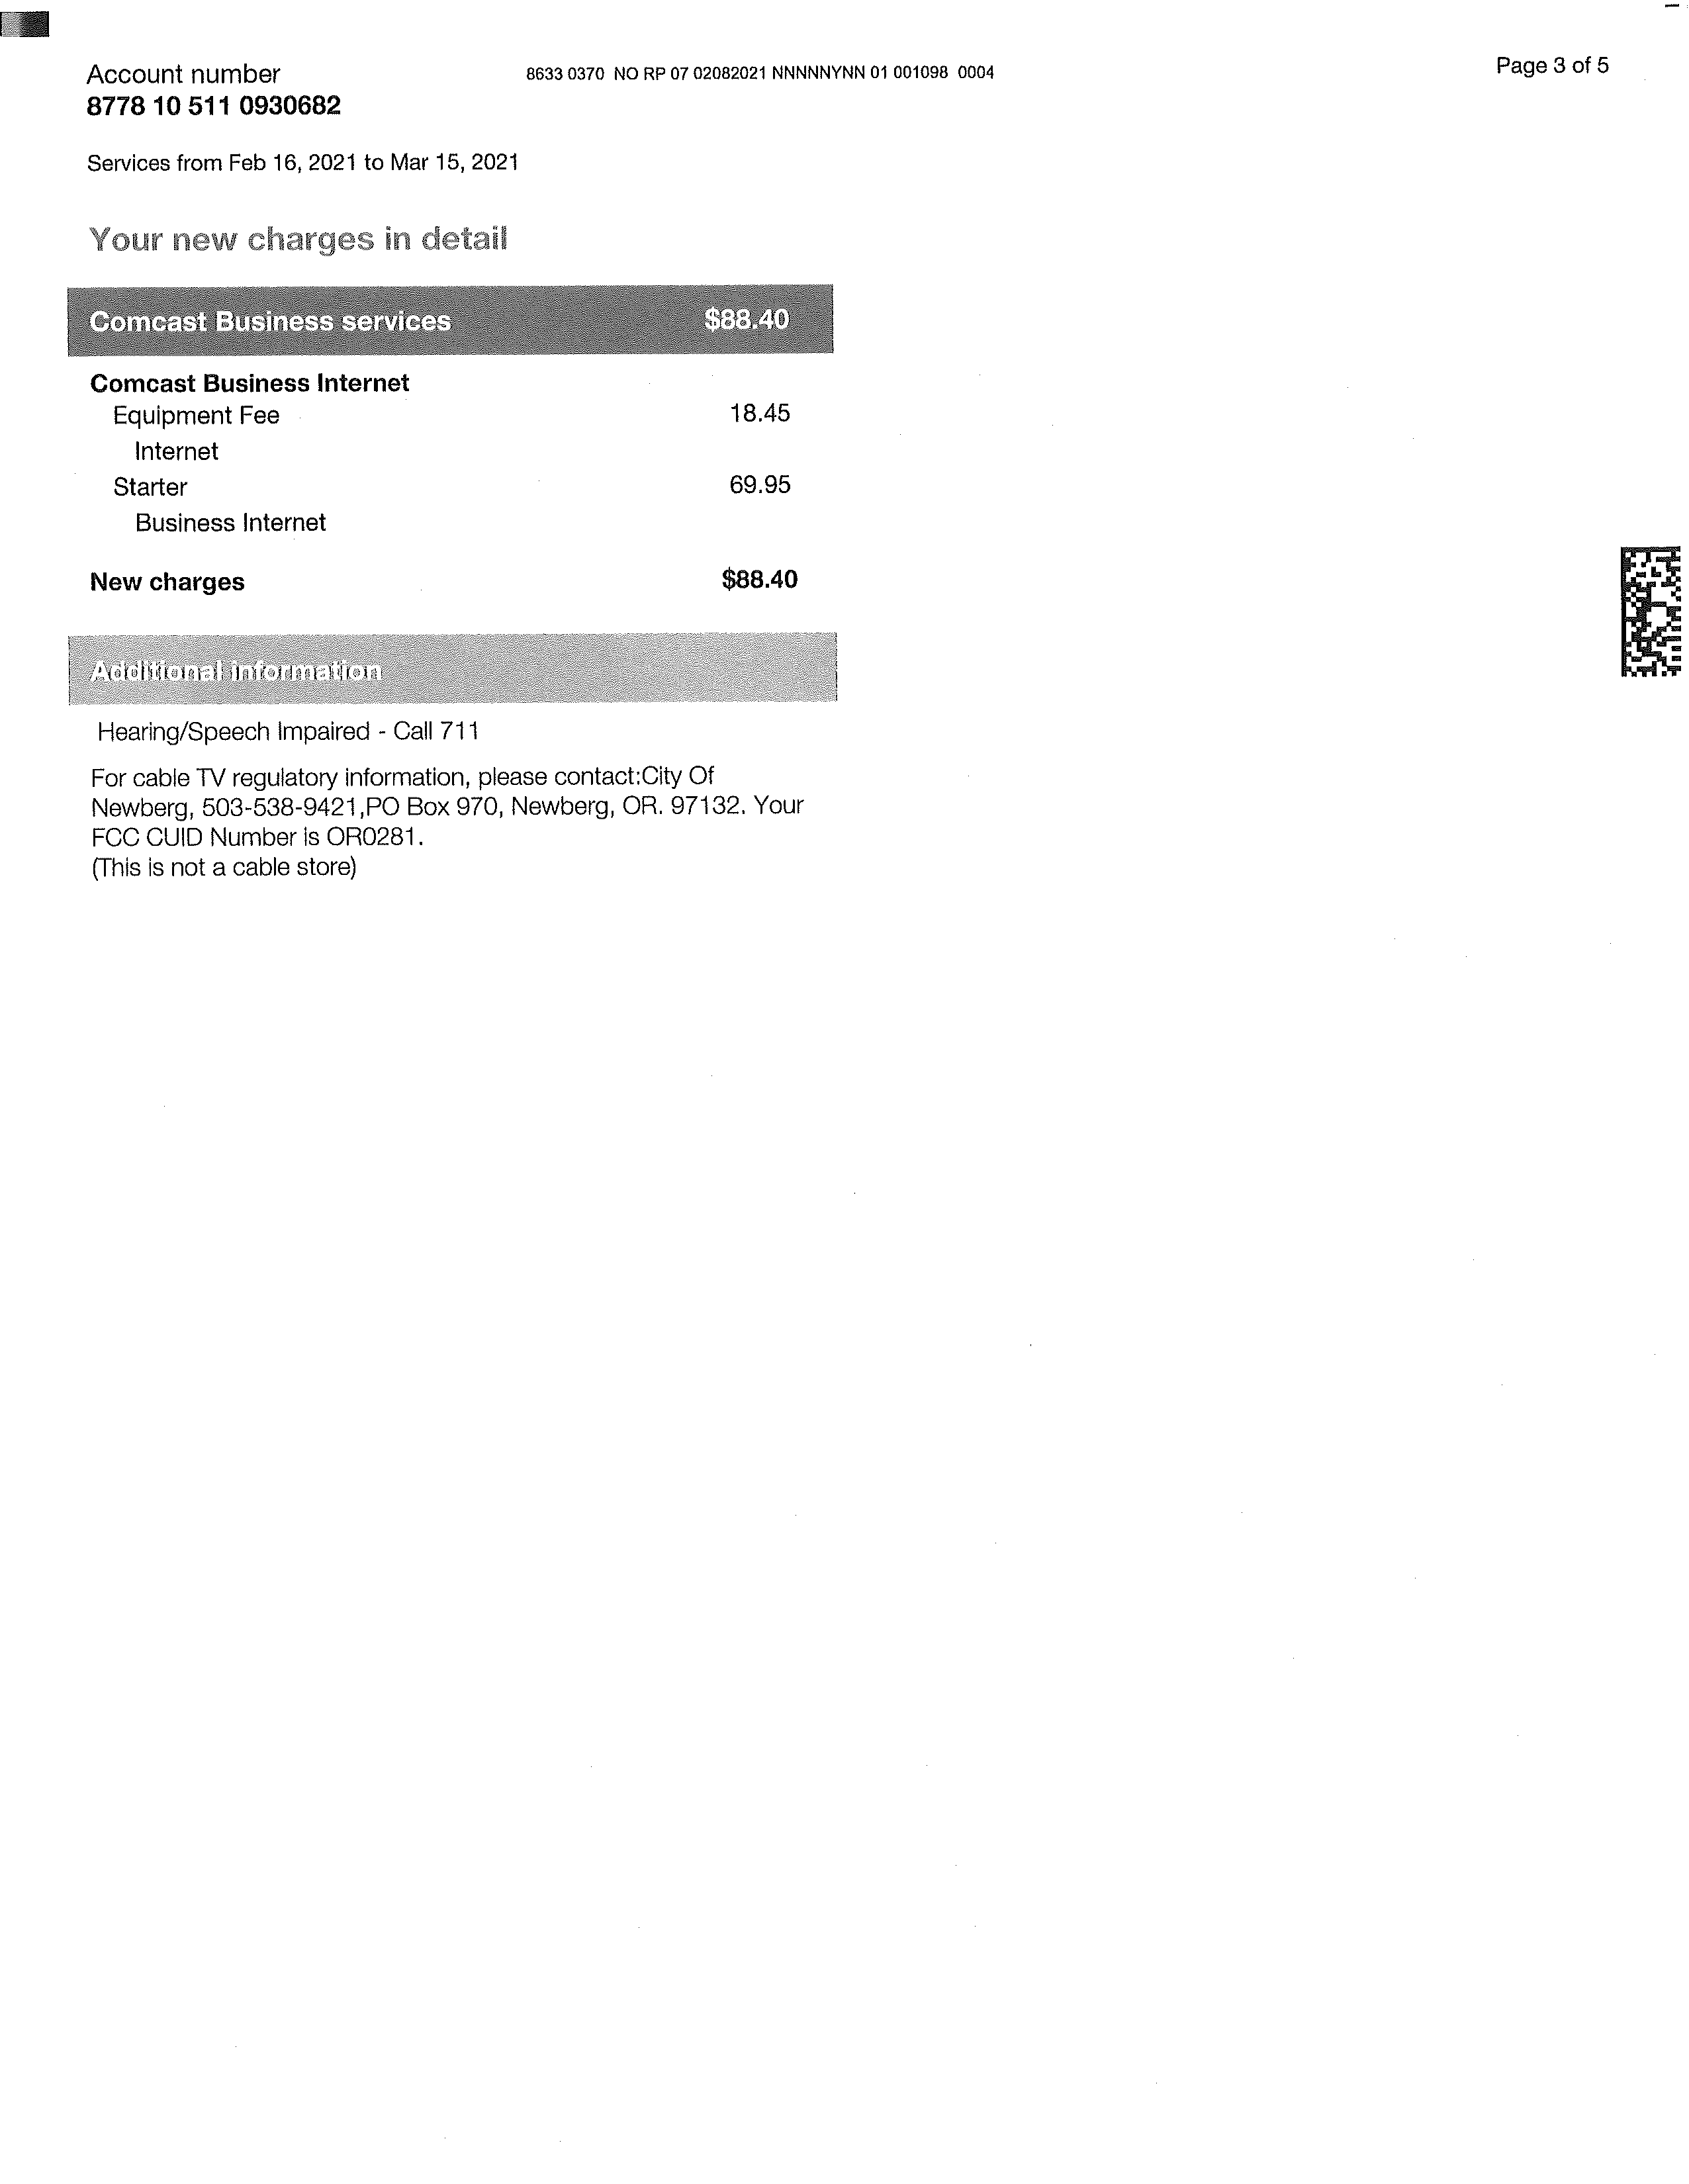 Account number
8633 0370 NO RP 07 02082021 NNNNNYNN 01 001098 0004
Page 3 of 5
8778 10 511 0930682
Services from Feb 16, 2021 to Mar 15, 2021
Your new charges in detail
Comcast Business services $88.40
Comcast Business Internet
Equipment Fee 18.45
Internet
Starter 69.95
Business Internet
New charges $88.40
Additional information
Hearing/Speech Impaired - Call 711
For cable TV regulatory information, please contact:City Of
Newberg, 503-538-9421,PO Box 970, Newberg, OR. 97132. Your
FCC CUID Number is OR0281.
(This is not a cable store)